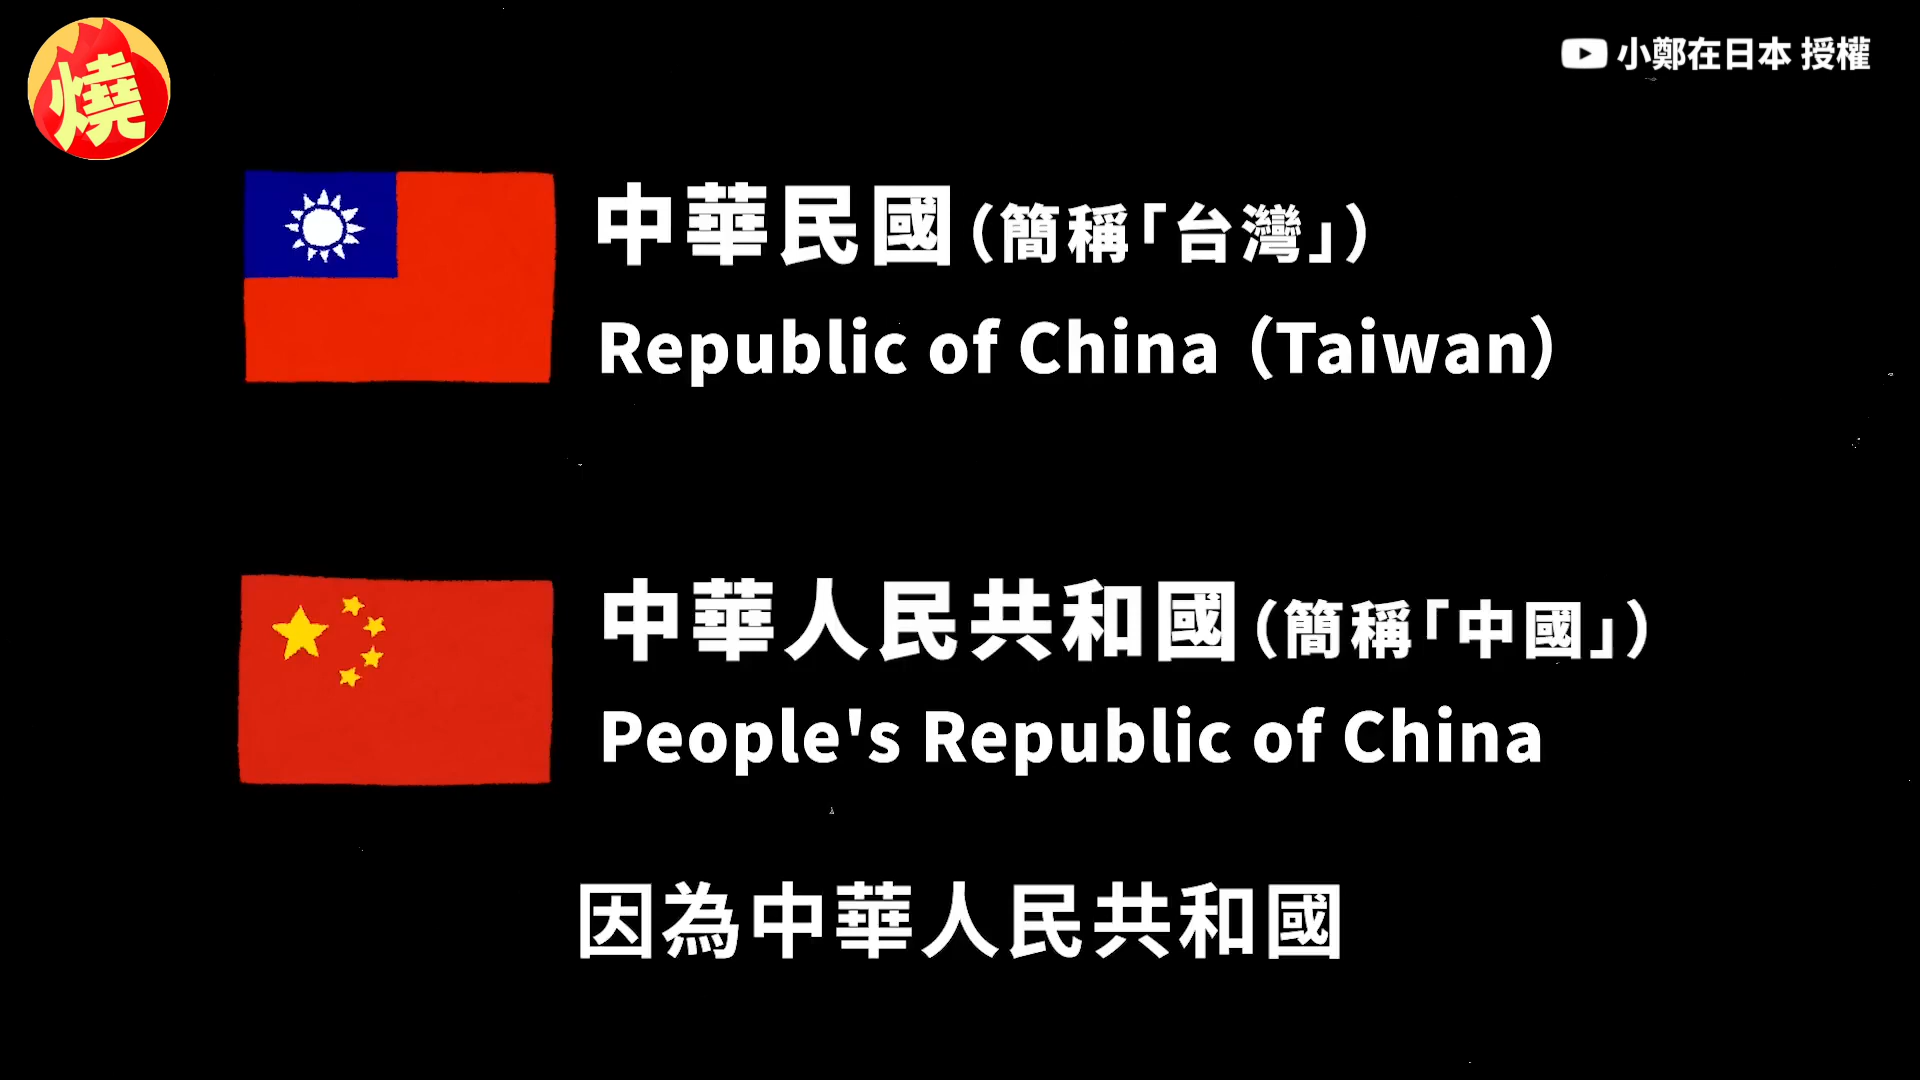 燒
小鄭在日本 授權
中華民國(簡稱「台灣」)
Republic of China (Taiwan)
中華人民共和國(簡稱「中國」)
People's Republic of China
因為中華人民共和國